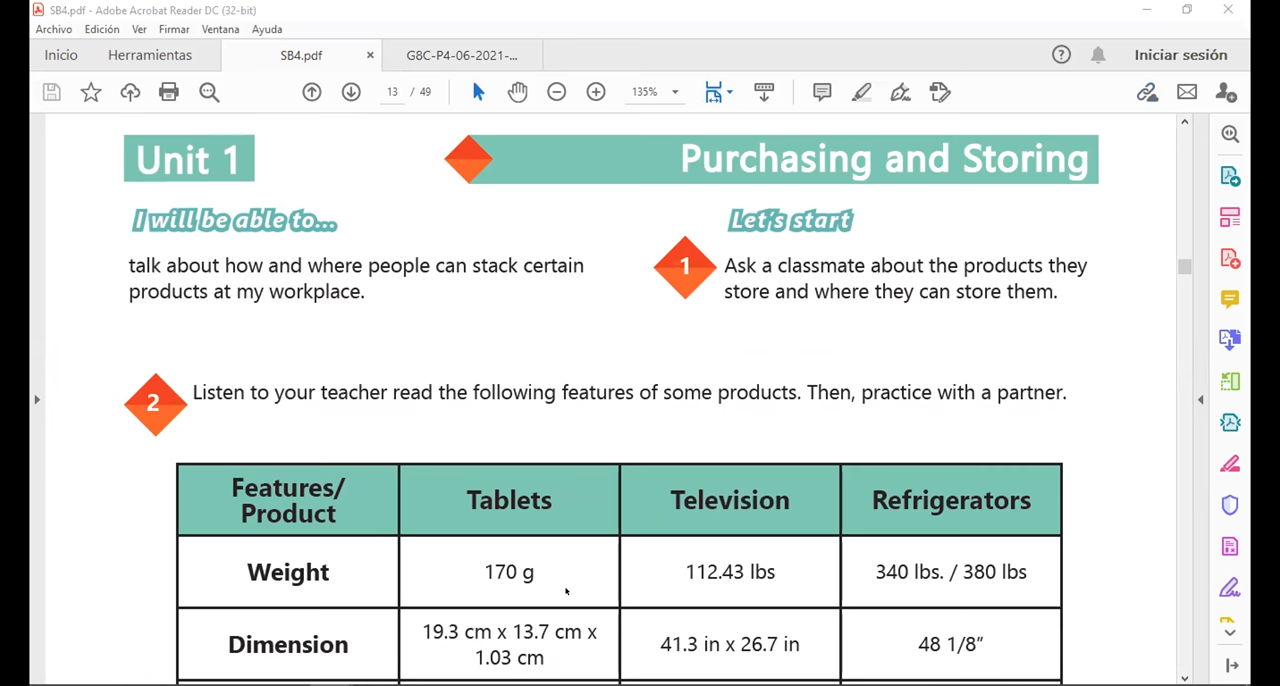 SB4.pdf - Adobe Acrobat Reader DC (32-bit)
Archivo Edición Ver Firmar Ventana Ayuda
Inicio Herramientas SB4.pdf × G8C-P4-06-2021-... Iniciar sesión
13 / 49 135%
Unit 1 Purchasing and Storing
I will be able to...
talk about how and where people can stack certain
products at my workplace.
Let's start
1 Ask a classmate about the products they
store and where they can store them.
2 Listen to your teacher read the following features of some products. Then, practice with a partner.
Features/
Product
Tablets Television Refrigerators
Weight 170 g 112.43 lbs 340 lbs. / 380 lbs
Dimension 19.3 cm x 13.7 cm x
1.03 cm
41.3 in x 26.7 in 48 1/8”